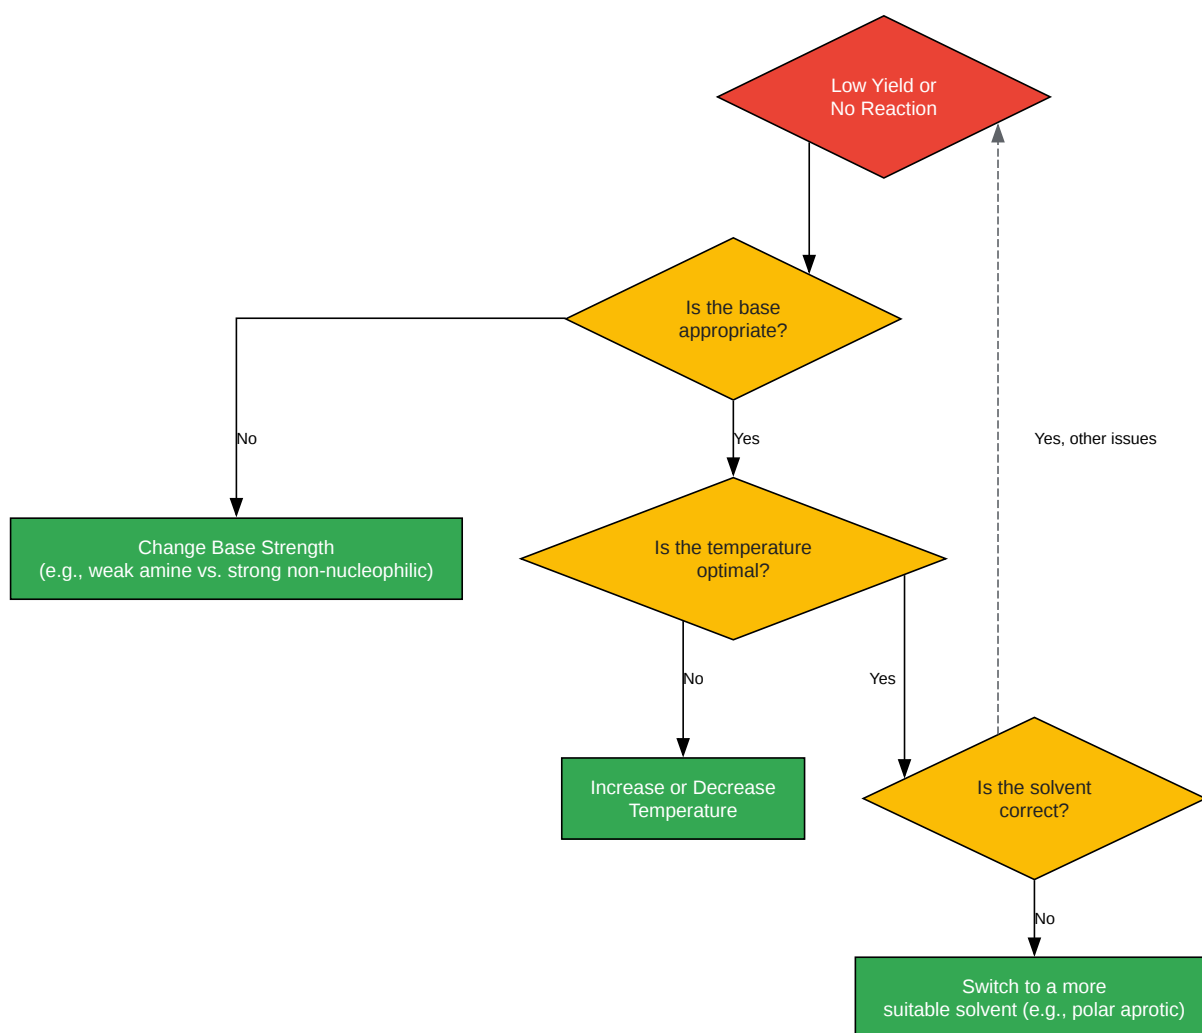 Low Yield or
No Reaction
Is the base
appropriate?
No
Yes
Yes, other issues
Change Base Strength
(e.g., weak amine vs. strong non-nucleophilic)
Is the temperature
optimal?
No
Yes
Increase or Decrease
Temperature
Is the solvent
correct?
No
Switch to a more
suitable solvent (e.g., polar aprotic)